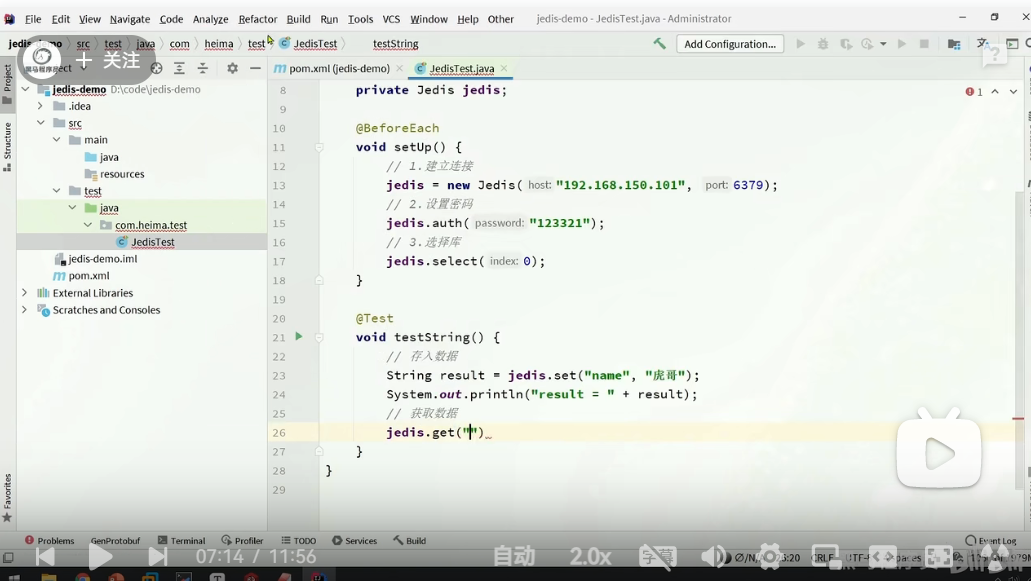 File Edit View Navigate Code Analyze Refactor Build Run Tools VCS Window Help Other jedis-demo - JedisTest.java - Administrator
src test java com heima test JedisTest testString Add Configuration...
关注
Project
pom.xml (jedis-demo) JedisTest.java
jedis-demo D:\code\jedis-demo
.idea
src
main
java
resources
test
java
com.heima.test
JedisTest
jedis-demo.iml
pom.xml
External Libraries
Scratches and Consoles
Structure
Favorites
1
8 private Jedis jedis;
9
10 @BeforeEach
11 void setUp() {
12 // 1.建立连接
13 jedis = new Jedis( host: "192.168.150.101", port: 6379);
14 // 2.设置密码
15 jedis.auth( password: "123321");
16 // 3.选择库
17 jedis.select( index: 0);
18 }
19
20 @Test
21 void testString() {
22 // 存入数据
23 String result = jedis.set("name", "虎哥");
24 System.out.println("result = " + result);
25 // 获取数据
26 jedis.get("")
27 }
28 }
29
Problems GenProtobuf Terminal Profiler TODO Services Build Event Log
07:14 / 11:56 自动 2.0x 字幕